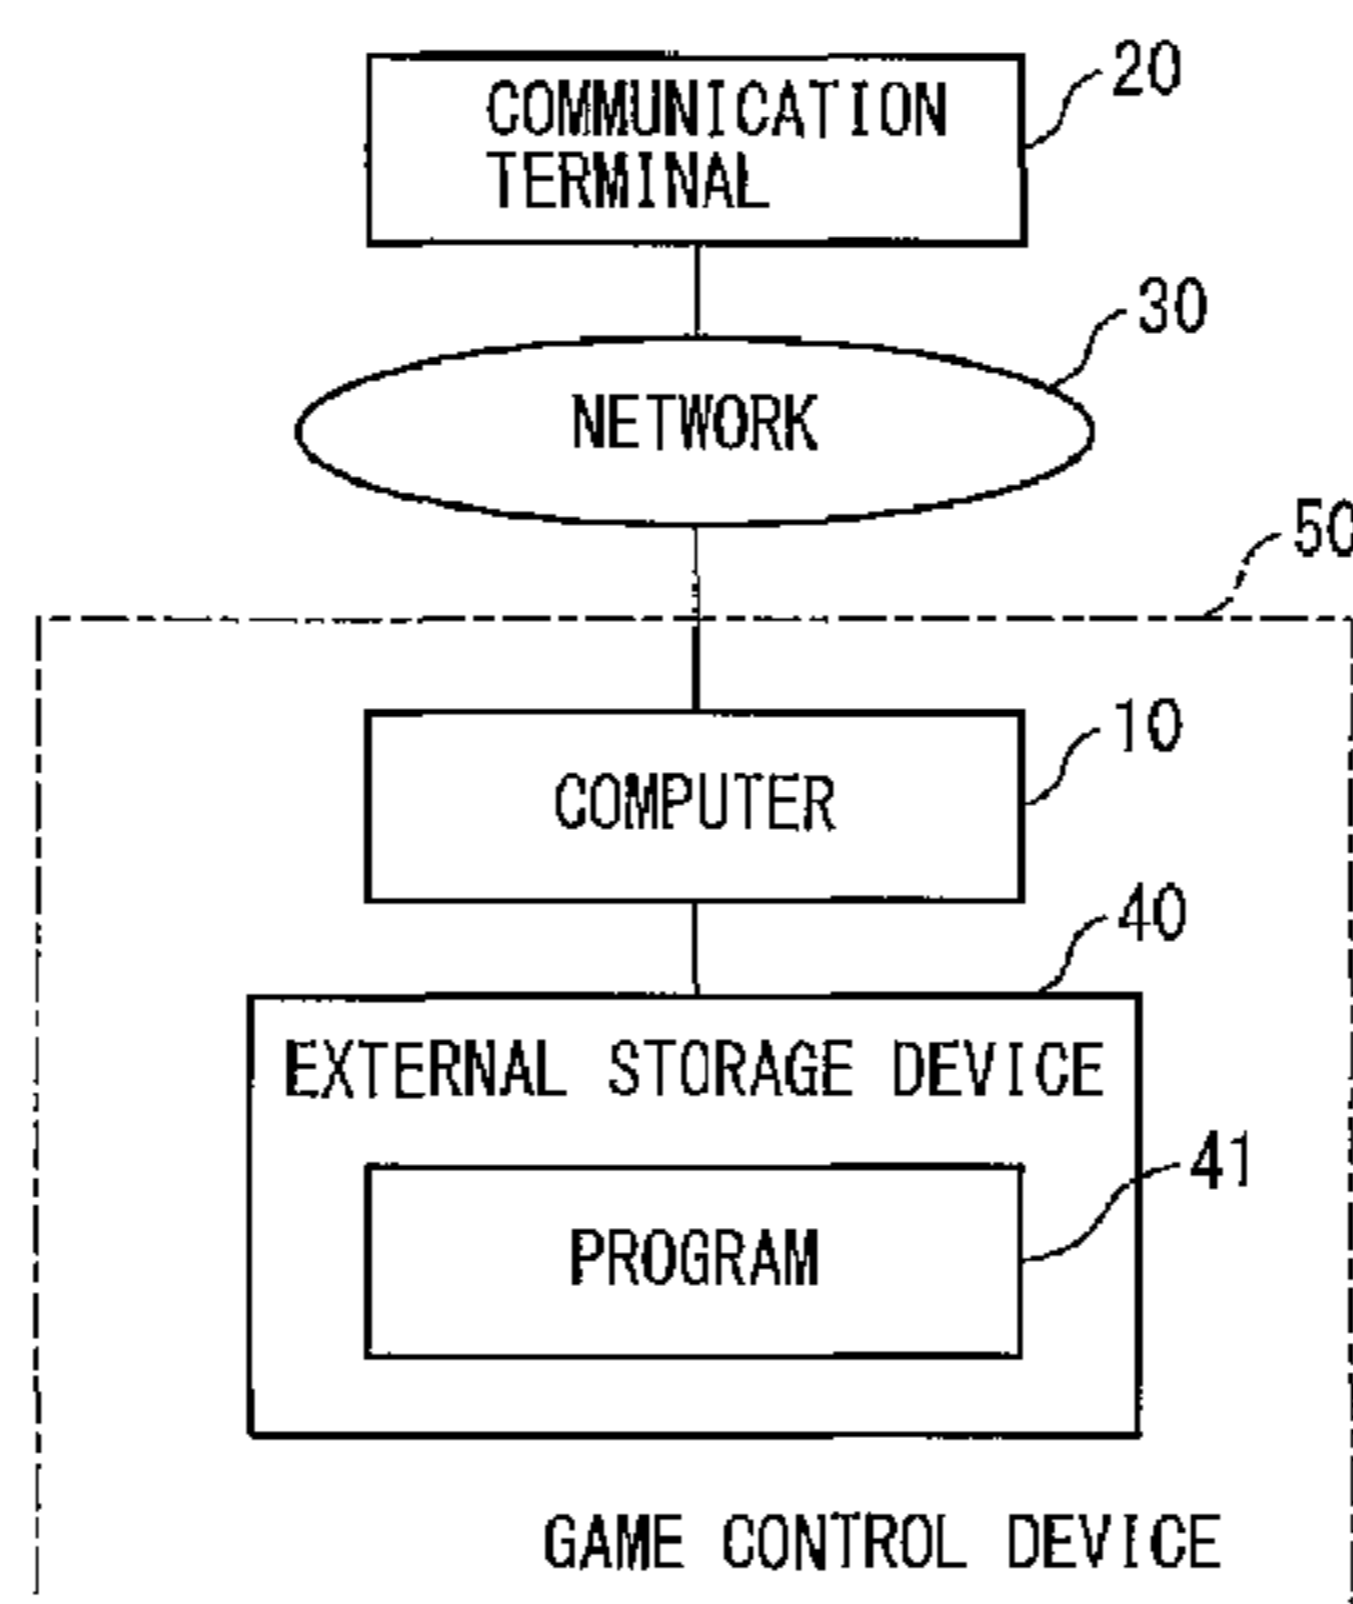 20
COMMUNICATION
TERMINAL
30
NETWORK
50
10
COMPUTER
40
EXTERNAL STORAGE DEVICE
41
PROGRAM
GAME CONTROL DEVICE